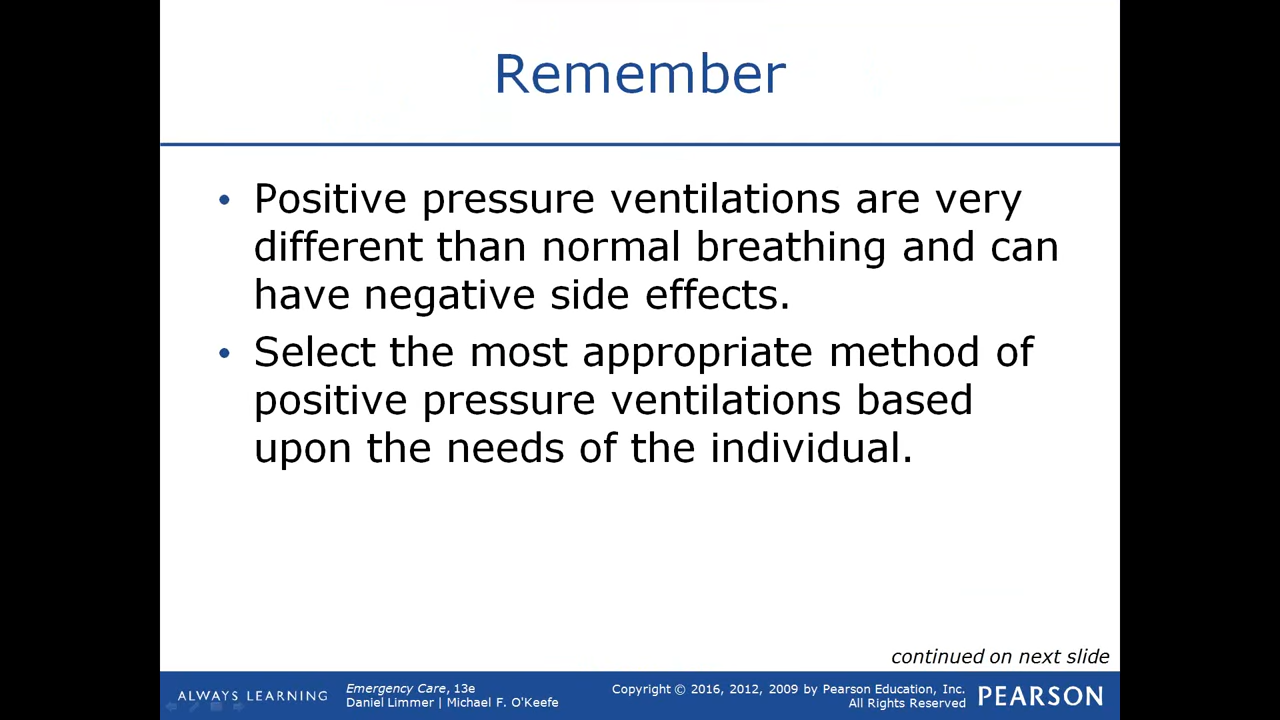 Remember
• Positive pressure ventilations are very
different than normal breathing and can
have negative side effects.
• Select the most appropriate method of
positive pressure ventilations based
upon the needs of the individual.
continued on next slide
ALWAYS LEARNING
Emergency Care, 13e
Daniel Limmer | Michael F. O'Keefe
Copyright © 2016, 2012, 2009 by Pearson Education, Inc.
All Rights Reserved
PEARSON